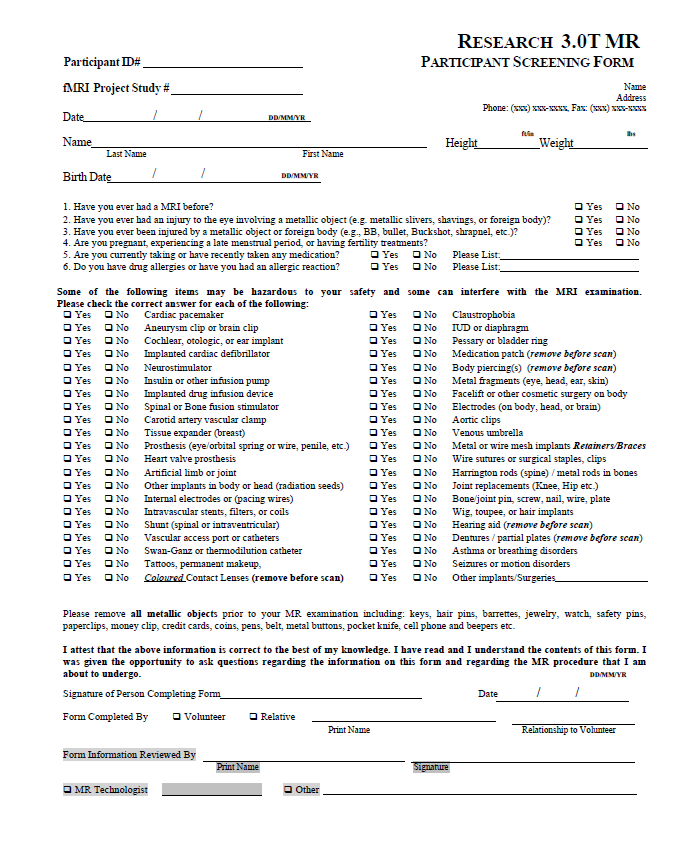 RESEARCH 3.0T MR
PARTICIPANT SCREENING FORM
Participant ID#
fMRI Project Study #
Name
Address
Phone: (xxx) xxx-xxxx, Fax: (xxx) xxx-xxxx
Date / / DD/MM/YR
Name
Last Name First Name
Height ft/in Weight lbs
Birth Date / / DD/MM/YR
1. Have you ever had a MRI before? ❑ Yes ❑ No
2. Have you ever had an injury to the eye involving a metallic object (e.g. metallic slivers, shavings, or foreign body)? ❑ Yes ❑ No
3. Have you ever been injured by a metallic object or foreign body (e.g., BB, bullet, Buckshot, shrapnel, etc.)? ❑ Yes ❑ No
4. Are you pregnant, experiencing a late menstrual period, or having fertility treatments? ❑ Yes ❑ No
5. Are you currently taking or have recently taken any medication? ❑ Yes ❑ No Please List:
6. Do you have drug allergies or have you had an allergic reaction? ❑ Yes ❑ No Please List:
Some of the following items may be hazardous to your safety and some can interfere with the MRI examination.
Please check the correct answer for each of the following:
❑ Yes ❑ No Cardiac pacemaker ❑ Yes ❑ No Claustrophobia
❑ Yes ❑ No Aneurysm clip or brain clip ❑ Yes ❑ No IUD or diaphragm
❑ Yes ❑ No Cochlear, otologic, or ear implant ❑ Yes ❑ No Pessary or bladder ring
❑ Yes ❑ No Implanted cardiac defibrillator ❑ Yes ❑ No Medication patch (remove before scan)
❑ Yes ❑ No Neurostimulator ❑ Yes ❑ No Body piercing(s) (remove before scan)
❑ Yes ❑ No Insulin or other infusion pump ❑ Yes ❑ No Metal fragments (eye, head, ear, skin)
❑ Yes ❑ No Implanted drug infusion device ❑ Yes ❑ No Facelift or other cosmetic surgery on body
❑ Yes ❑ No Spinal or Bone fusion stimulator ❑ Yes ❑ No Electrodes (on body, head, or brain)
❑ Yes ❑ No Carotid artery vascular clamp ❑ Yes ❑ No Aortic clips
❑ Yes ❑ No Tissue expander (breast) ❑ Yes ❑ No Venous umbrella
❑ Yes ❑ No Prosthesis (eye/orbital spring or wire, penile, etc.) ❑ Yes ❑ No Metal or wire mesh implants Retainers/Braces
❑ Yes ❑ No Heart valve prosthesis ❑ Yes ❑ No Wire sutures or surgical staples, clips
❑ Yes ❑ No Artificial limb or joint ❑ Yes ❑ No Harrington rods (spine) / metal rods in bones
❑ Yes ❑ No Other implants in body or head (radiation seeds) ❑ Yes ❑ No Joint replacements (Knee, Hip etc.)
❑ Yes ❑ No Internal electrodes or (pacing wires) ❑ Yes ❑ No Bone/joint pin, screw, nail, wire, plate
❑ Yes ❑ No Intravascular stents, filters, or coils ❑ Yes ❑ No Wig, toupee, or hair implants
❑ Yes ❑ No Shunt (spinal or intraventricular) ❑ Yes ❑ No Hearing aid (remove before scan)
❑ Yes ❑ No Vascular access port or catheters ❑ Yes ❑ No Dentures / partial plates (remove before scan)
❑ Yes ❑ No Swan-Ganz or thermodilution catheter ❑ Yes ❑ No Asthma or breathing disorders
❑ Yes ❑ No Tattoos, permanent makeup, ❑ Yes ❑ No Seizures or motion disorders
❑ Yes ❑ No Coloured Contact Lenses (remove before scan) ❑ Yes ❑ No Other implants/Surgeries
Please remove all metallic objects prior to your MR examination including: keys, hair pins, barrettes, jewelry, watch, safety pins,
paperclips, money clip, credit cards, coins, pens, belt, metal buttons, pocket knife, cell phone and beepers etc.
I attest that the above information is correct to the best of my knowledge. I have read and I understand the contents of this form. I
was given the opportunity to ask questions regarding the information on this form and regarding the MR procedure that I am
about to undergo. DD/MM/YR
Signature of Person Completing Form Date / /
Form Completed By ❑ Volunteer ❑ Relative
Print Name Relationship to Volunteer
Form Information Reviewed By
Print Name Signature
❑ MR Technologist ❑ Other